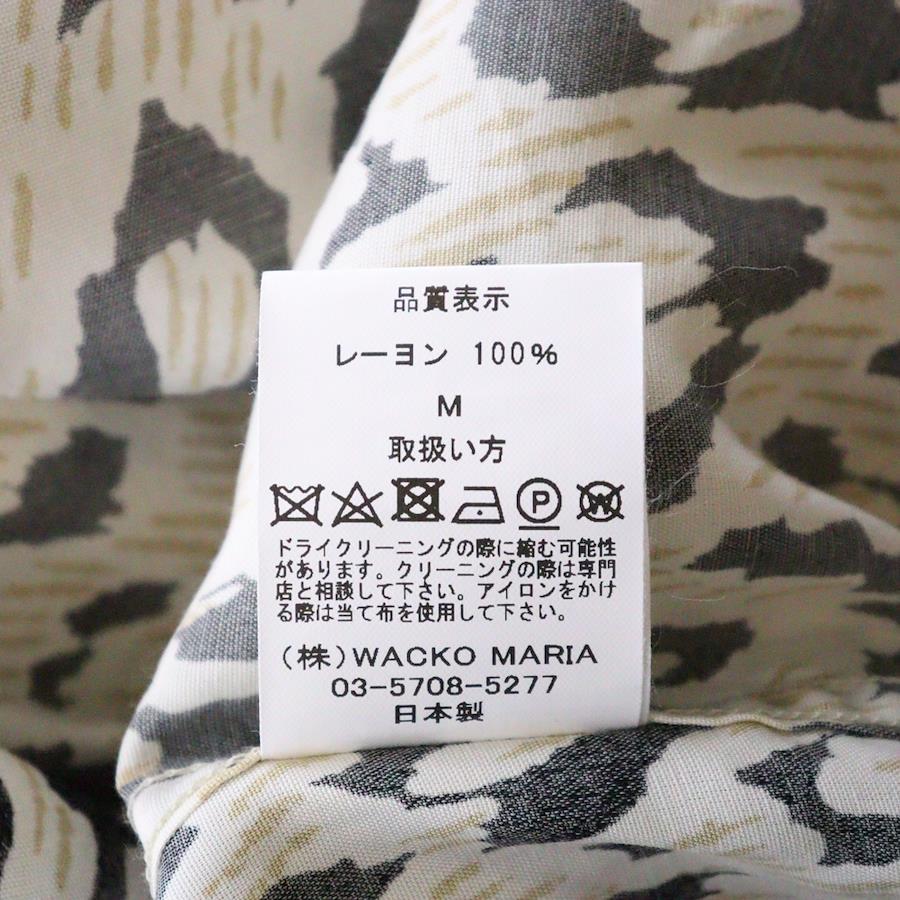 品質表示
レーヨン 100%
M
取扱い方
P W
ドライクリーニングの際に縮む可能性
があります。クリーニングの際は専門
店と相談して下さい。アイロンをかけ
る際は当て布を使用して下さい。
(株)WACKO MARIA
03-5708-5277
日本製